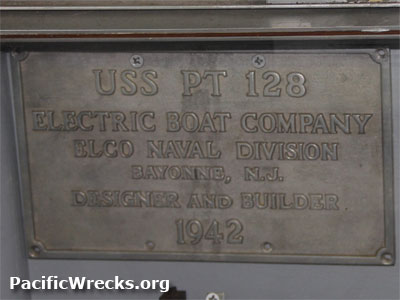 USS PT 128
ELECTRIC BOAT COMPANY
ELCO NAVAL DIVISION
BAYONNE, N.J.
DESIGNER AND BUILDER
1942
PacificWrecks.org